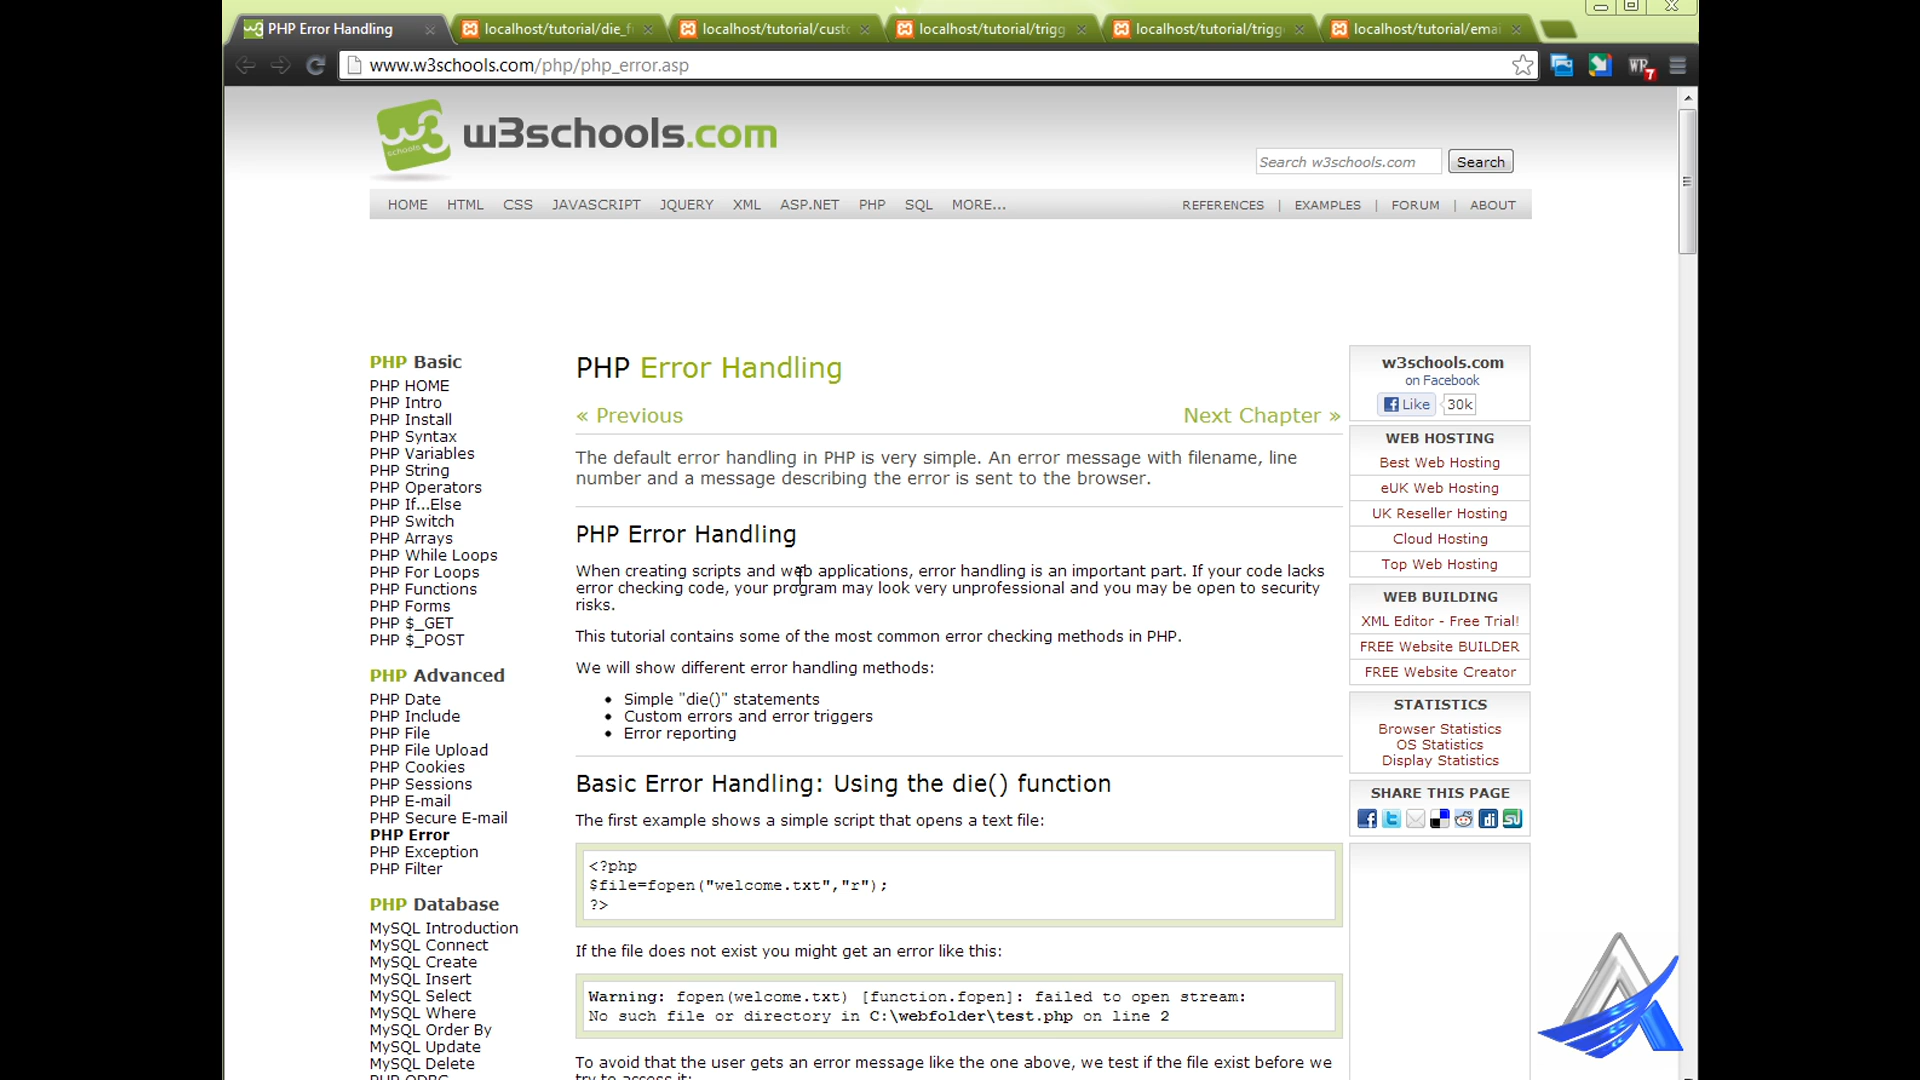 PHP Error Handling
localhost/tutorial/die_f
localhost/tutorial/custo
localhost/tutorial/trigg
localhost/tutorial/trigg
localhost/tutorial/emai
www.w3schools.com/php/php_error.asp
WR 7
w3 schools
w3schools.com
Search w3schools.com
Search
HOME HTML CSS JAVASCRIPT JQUERY XML ASP.NET PHP SQL MORE...
REFERENCES | EXAMPLES | FORUM | ABOUT
PHP Basic
PHP HOME
PHP Intro
PHP Install
PHP Syntax
PHP Variables
PHP String
PHP Operators
PHP If...Else
PHP Switch
PHP Arrays
PHP While Loops
PHP For Loops
PHP Functions
PHP Forms
PHP $_GET
PHP $_POST
PHP Advanced
PHP Date
PHP Include
PHP File
PHP File Upload
PHP Cookies
PHP Sessions
PHP E-mail
PHP Secure E-mail
PHP Error
PHP Exception
PHP Filter
PHP Database
MySQL Introduction
MySQL Connect
MySQL Create
MySQL Insert
MySQL Select
MySQL Where
MySQL Order By
MySQL Update
MySQL Delete
PHP ODBC
PHP Error Handling
« Previous
Next Chapter »
The default error handling in PHP is very simple. An error message with filename, line
number and a message describing the error is sent to the browser.
PHP Error Handling
When creating scripts and web applications, error handling is an important part. If your code lacks
error checking code, your program may look very unprofessional and you may be open to security
risks.
This tutorial contains some of the most common error checking methods in PHP.
We will show different error handling methods:
• Simple "die()" statements
• Custom errors and error triggers
• Error reporting
Basic Error Handling: Using the die() function
The first example shows a simple script that opens a text file:
<?php
$file=fopen("welcome.txt","r");
?>
If the file does not exist you might get an error like this:
Warning: fopen(welcome.txt) [function.fopen]: failed to open stream:
No such file or directory in C:\webfolder\test.php on line 2
To avoid that the user gets an error message like the one above, we test if the file exist before we
try to access it:
w3schools.com
on Facebook
Like 30k
WEB HOSTING
Best Web Hosting
eUK Web Hosting
UK Reseller Hosting
Cloud Hosting
Top Web Hosting
WEB BUILDING
XML Editor - Free Trial!
FREE Website BUILDER
FREE Website Creator
STATISTICS
Browser Statistics
OS Statistics
Display Statistics
SHARE THIS PAGE